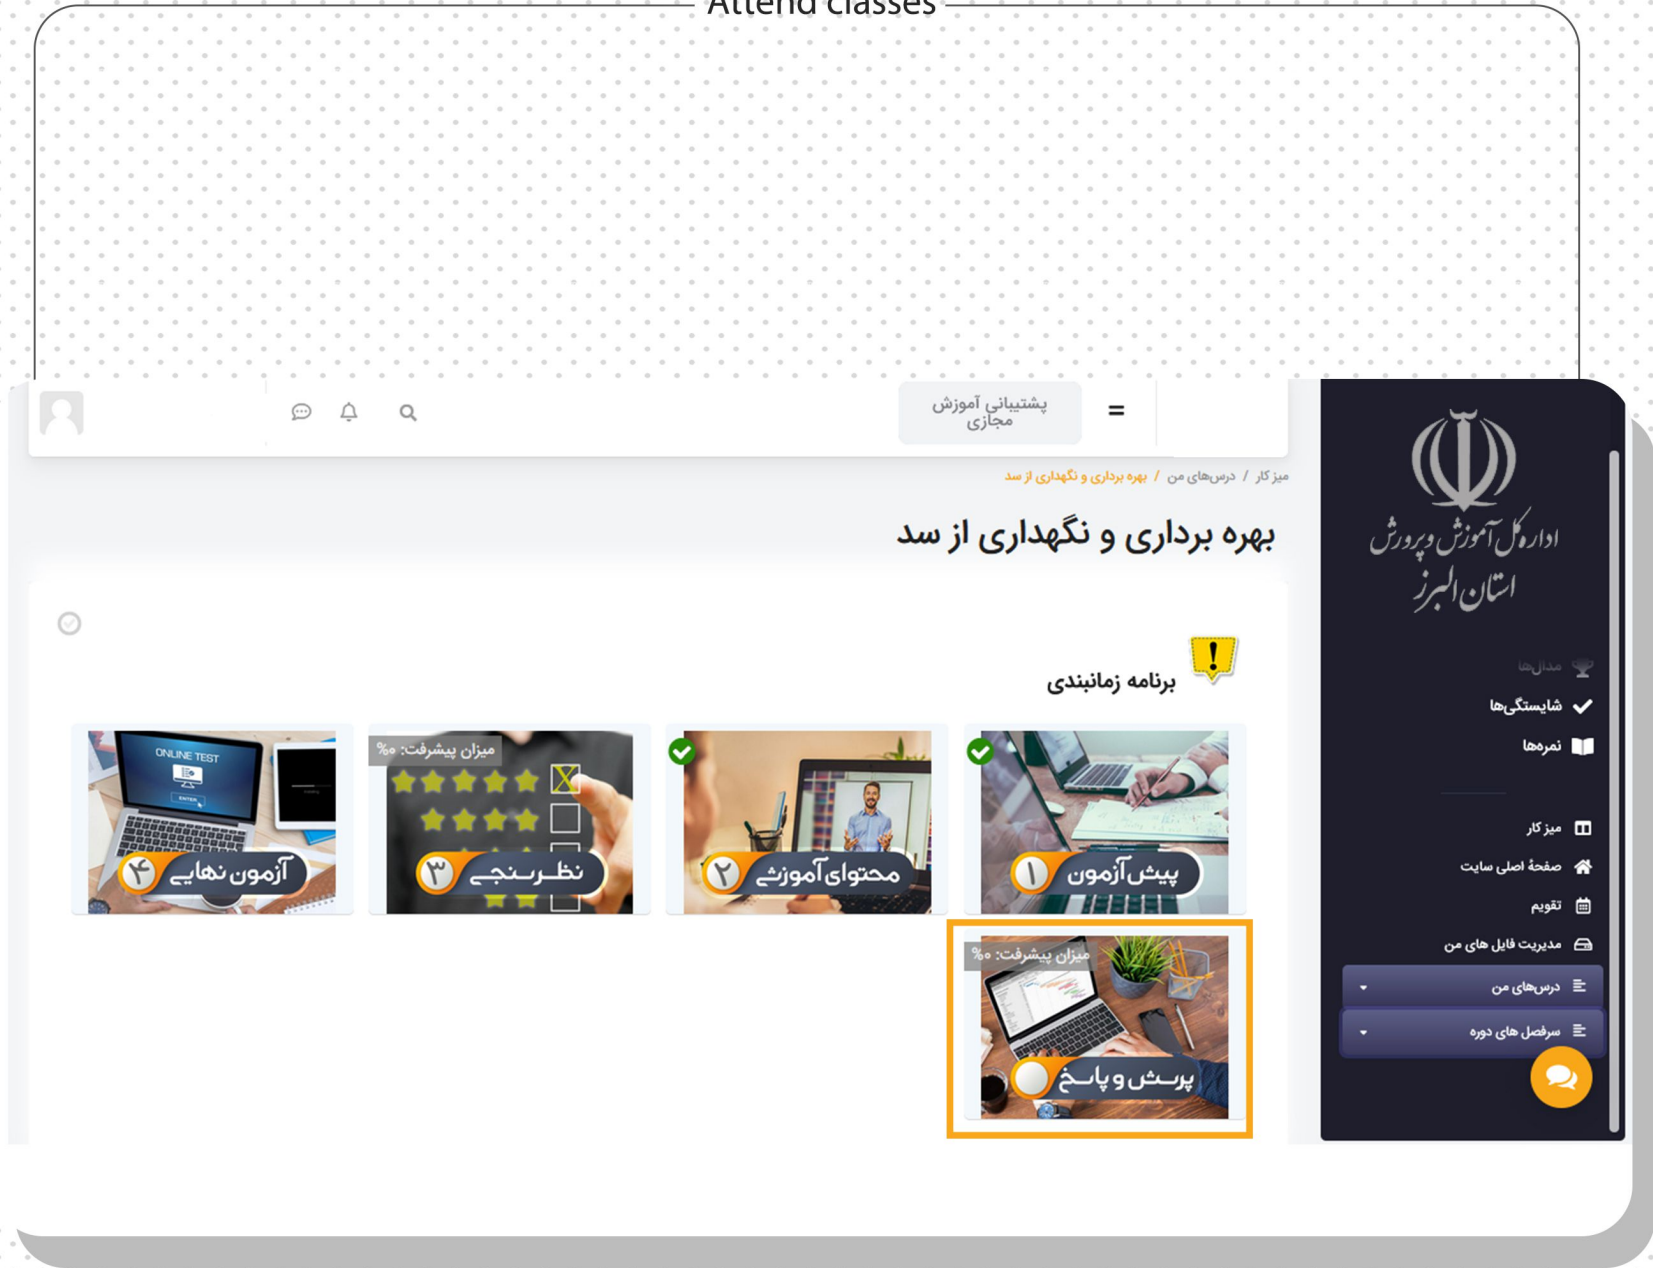 Attend classes
پشتیبانی آموزش
مجازی
میز کار / درس‌های من / بهره برداری و نگهداری از سد
بهره برداری و نگهداری از سد
برنامه زمانبندی
پیش‌آزمون ۱
محتوای آموزشی ۲
میزان پیشرفت: ۰%
نظرسنجی ۳
ONLINE TEST
ENTER
آزمون نهایی ۴
میزان پیشرفت: ۰%
پرسش و پاسخ
اداره کل آموزش و پرورش
استان البرز
مدال‌ها
شایستگی‌ها
نمره‌ها
میز کار
صفحهٔ اصلی سایت
تقویم
مدیریت فایل های من
درس‌های من
سرفصل های دوره